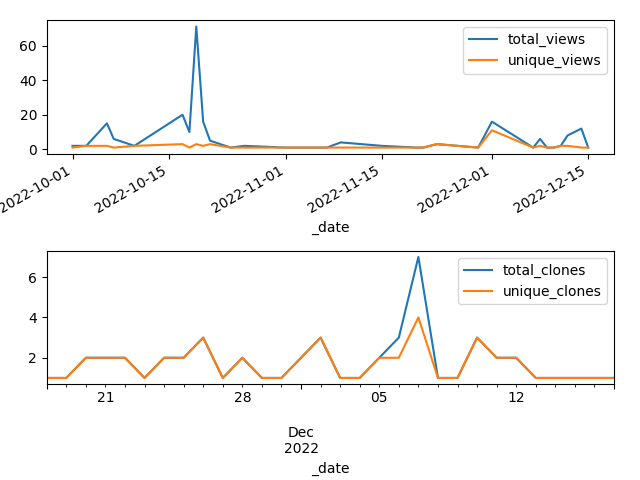 60
40
20
0
total_views
unique_views
2022-10-01
2022-10-15
2022-11-01
2022-11-15
2022-12-01
2022-12-15
_date
6
4
2
total_clones
unique_clones
21
28
05
12
Dec
2022
_date